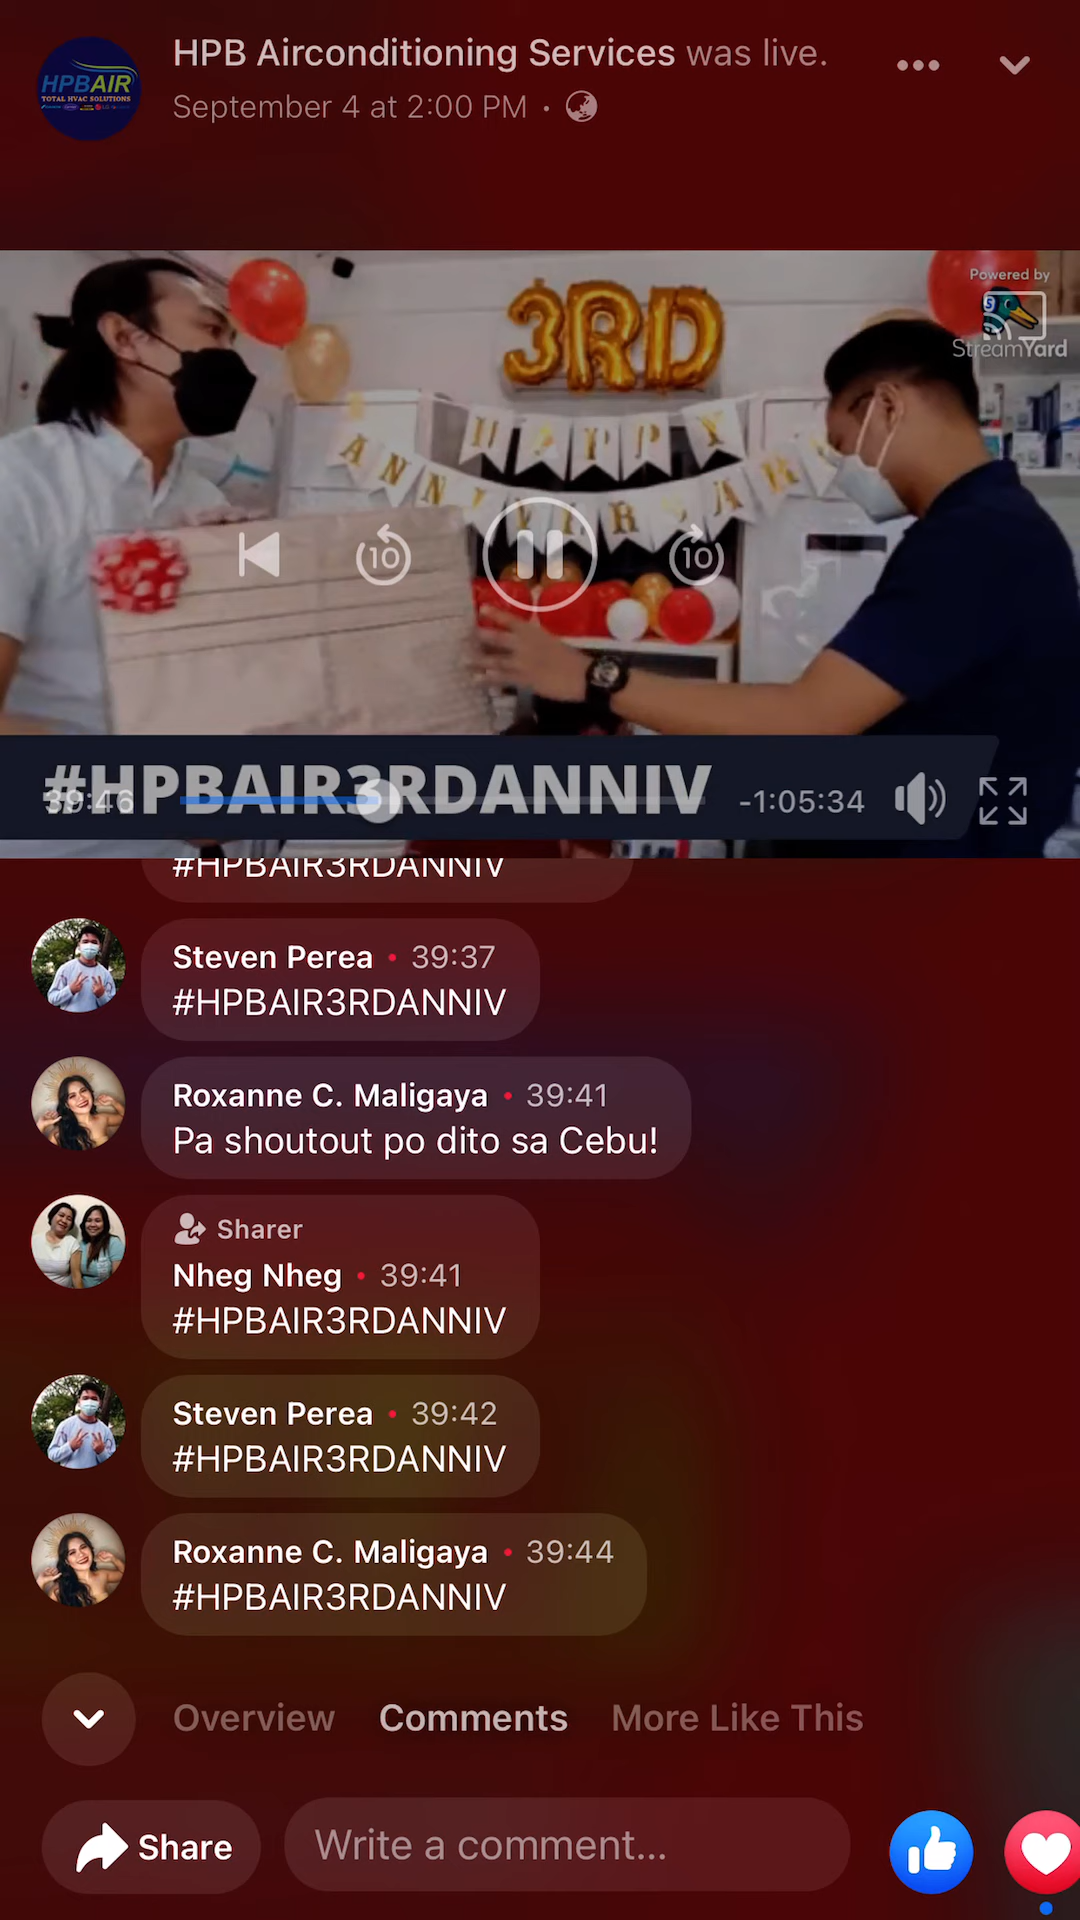 HPB Airconditioning Services was live.
September 4 at 2:00 PM ·
HPBAIR
TOTAL HVAC SOLUTIONS
Powered by
StreamYard
3RD
HAPPY
ANNIVERSARY
10
10
#HPBAIR3RDANNIV
39:46
-1:05:34
#HPBAIR3RDANNIV
Steven Perea • 39:37
#HPBAIR3RDANNIV
Roxanne C. Maligaya • 39:41
Pa shoutout po dito sa Cebu!
Sharer
Nheg Nheg • 39:41
#HPBAIR3RDANNIV
Steven Perea • 39:42
#HPBAIR3RDANNIV
Roxanne C. Maligaya • 39:44
#HPBAIR3RDANNIV
Overview
Comments
More Like This
Share
Write a comment...